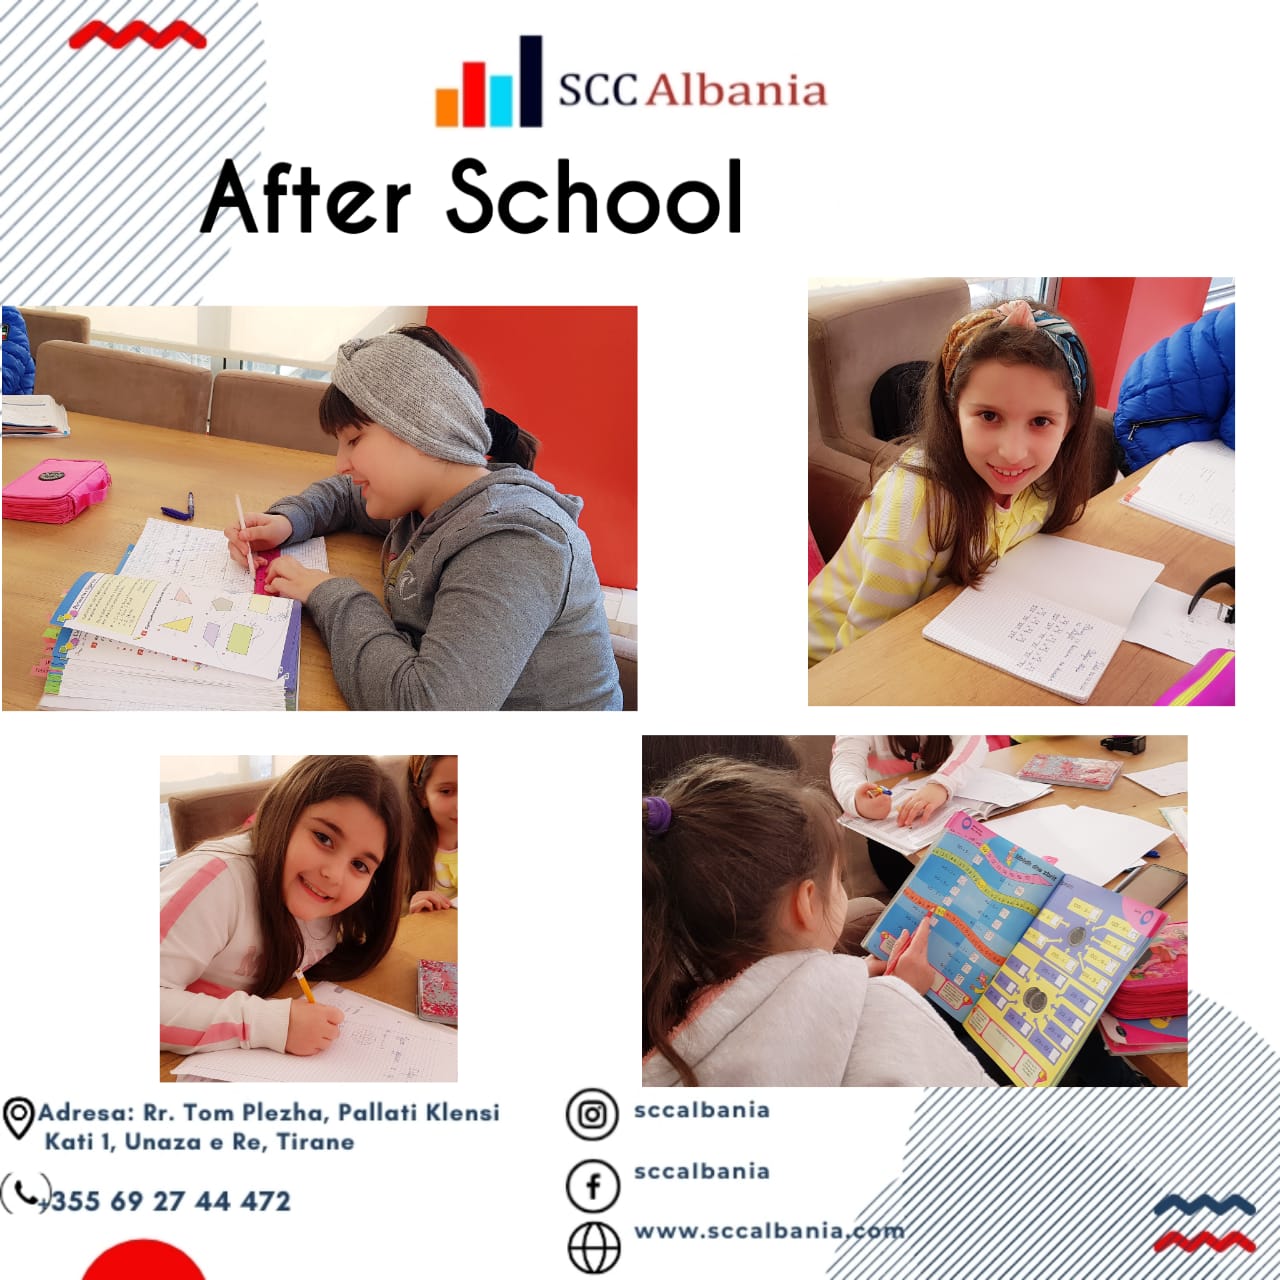 SCC Albania
After School
Adresa: Rr. Tom Plezha, Pallati Klensi
Kati 1, Unaza e Re, Tirane
+355 69 27 44 472
sccalbania
sccalbania
www.sccalbania.com